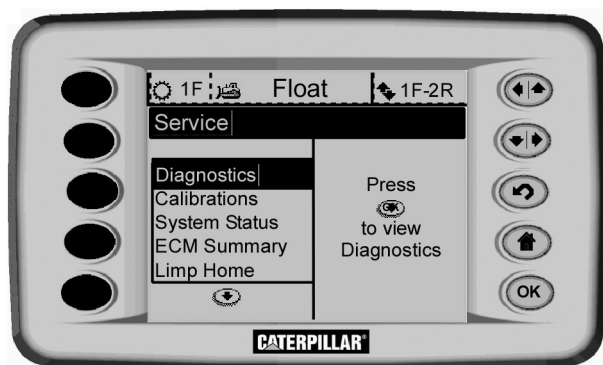 1F Float 1F-2R
Service
Diagnostics
Calibrations
System Status
ECM Summary
Limp Home
Press
OK
to view
Diagnostics
OK
CATERPILLAR®